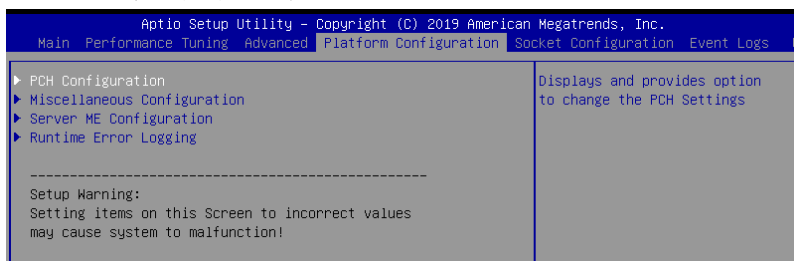 Aptio Setup Utility – Copyright (C) 2019 American Megatrends, Inc.
Main Performance Tuning Advanced Platform Configuration Socket Configuration Event Logs
PCH Configuration
Miscellaneous Configuration
Server ME Configuration
Runtime Error Logging
Displays and provides option
to change the PCH Settings
------------------------------------------------
Setup Warning:
Setting items on this Screen to incorrect values
may cause system to malfunction!